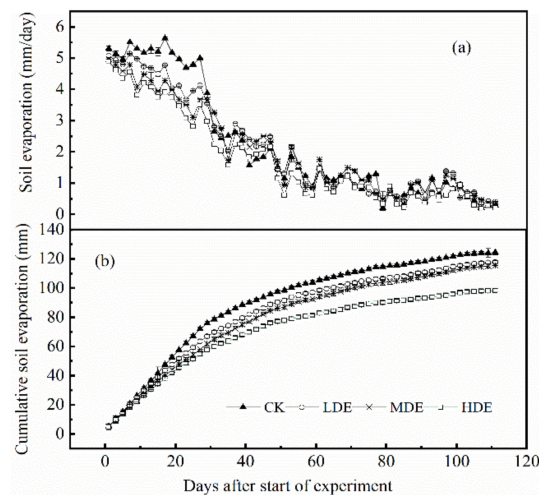 6
(a)
5
4
3
2
1
0
Soil evaporation (mm/day)
140
(b)
120
100
80
60
40
20
0
Cumulative soil evaporation (mm)
CK LDE MDE HDE
0 20 40 60 80 100 120
Days after start of experiment